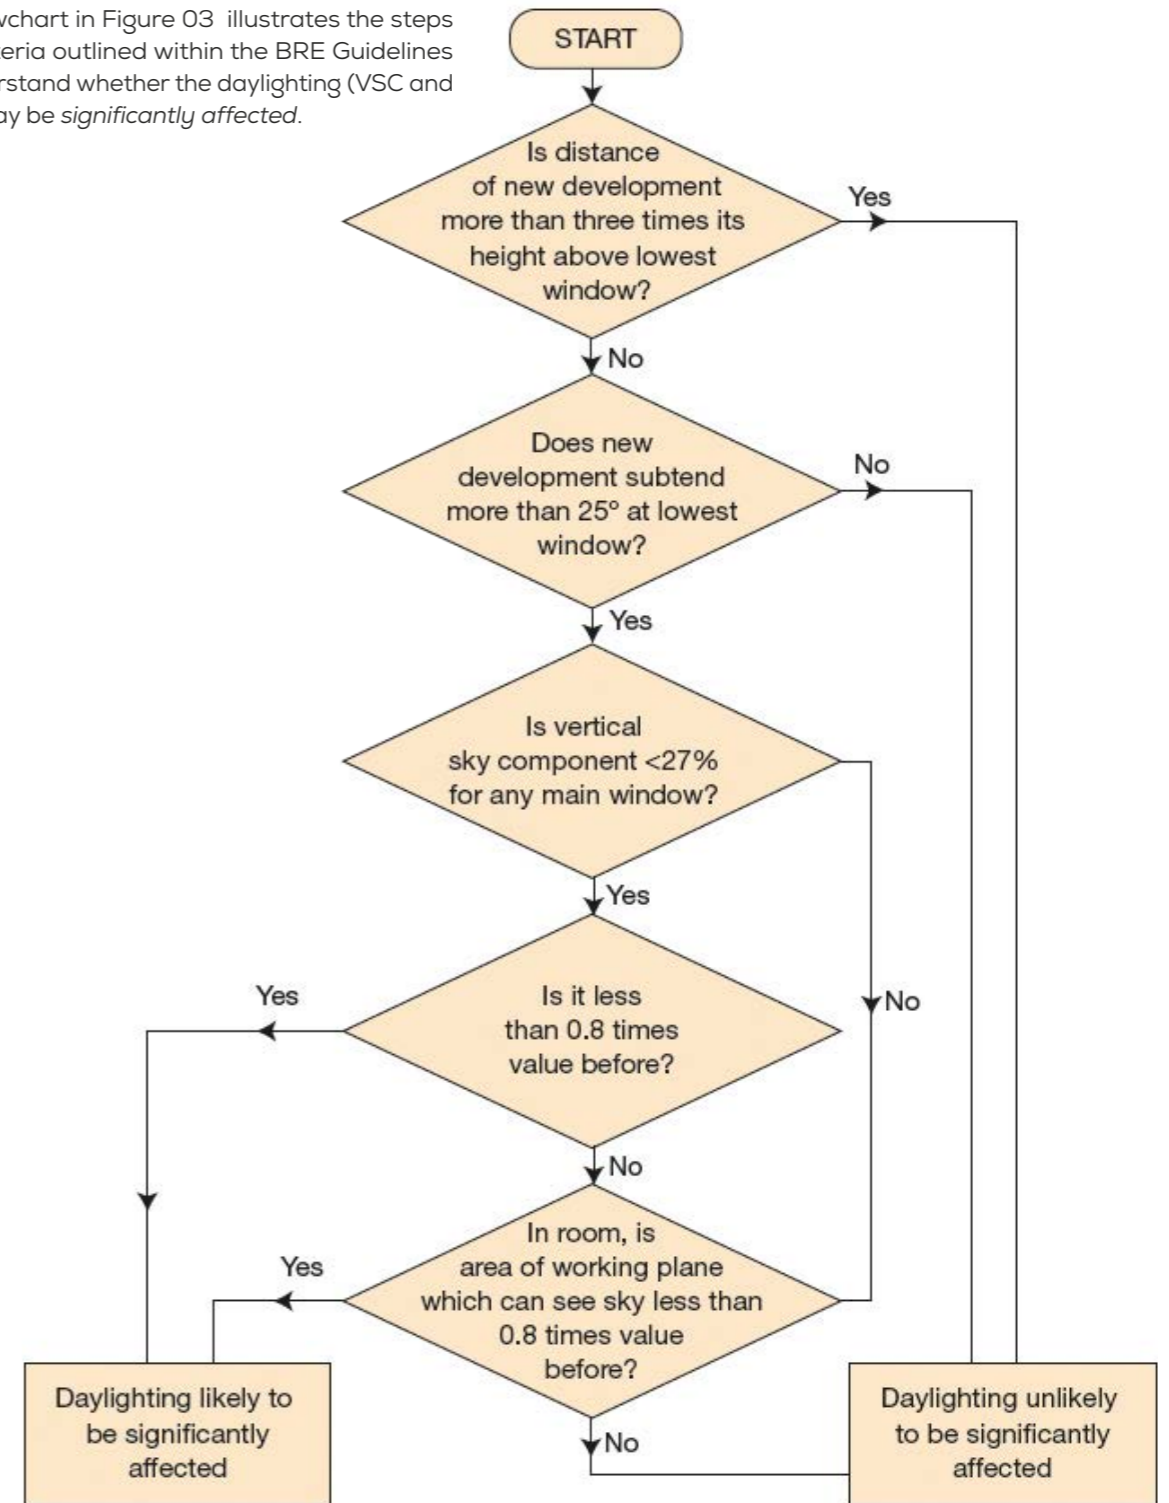 chart in Figure 03 illustrates the steps
outlined within the BRE Guidelines
whether the daylighting (VSC and
be significantly affected.
START
Is distance
of new development
more than three times its
height above lowest
window?
Yes
No
Does new
development subtend
more than 25º at lowest
window?
No
Yes
Is vertical
sky component <27%
for any main window?
Yes
No
Is it less
than 0.8 times
value before?
Yes
No
In room, is
area of working plane
which can see sky less than
0.8 times value
before?
Yes
No
Daylighting likely to
be significantly
affected
Daylighting unlikely
to be significantly
affected